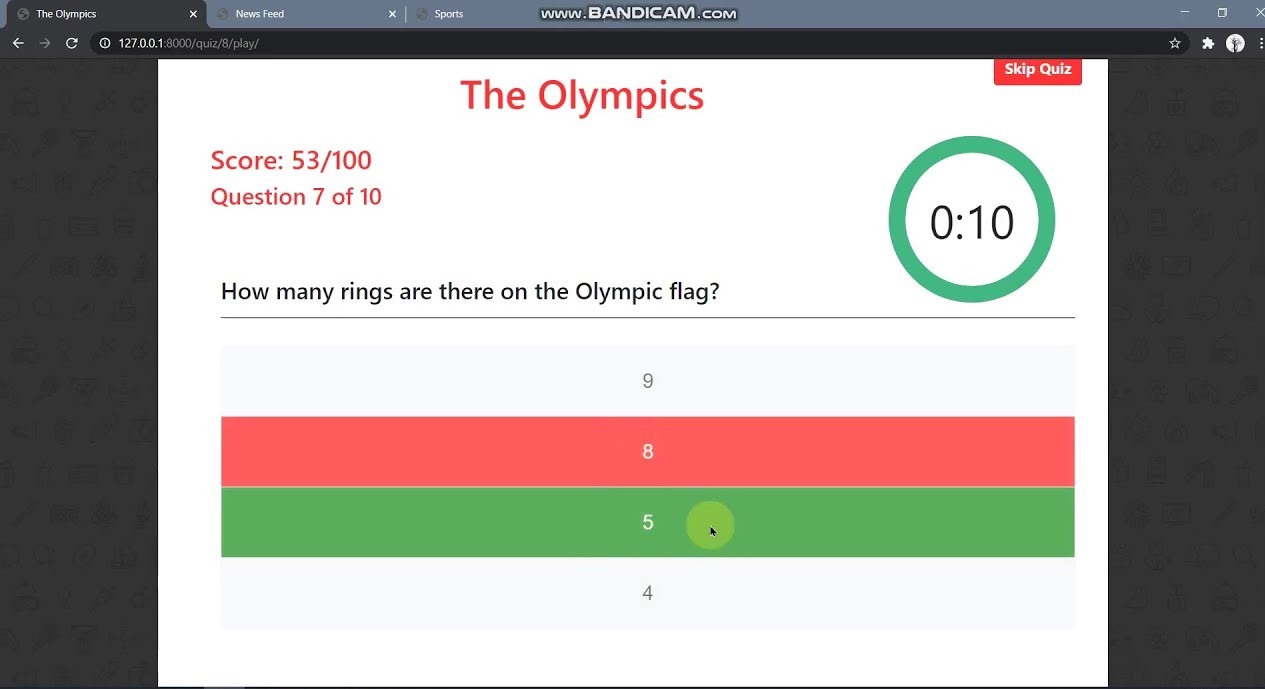 The Olympics
News Feed
Sports
www.BANDICAM.com
127.0.0.1:8000/quiz/8/play/
Skip Quiz
The Olympics
Score: 53/100
Question 7 of 10
0:10
How many rings are there on the Olympic flag?
9
8
5
4